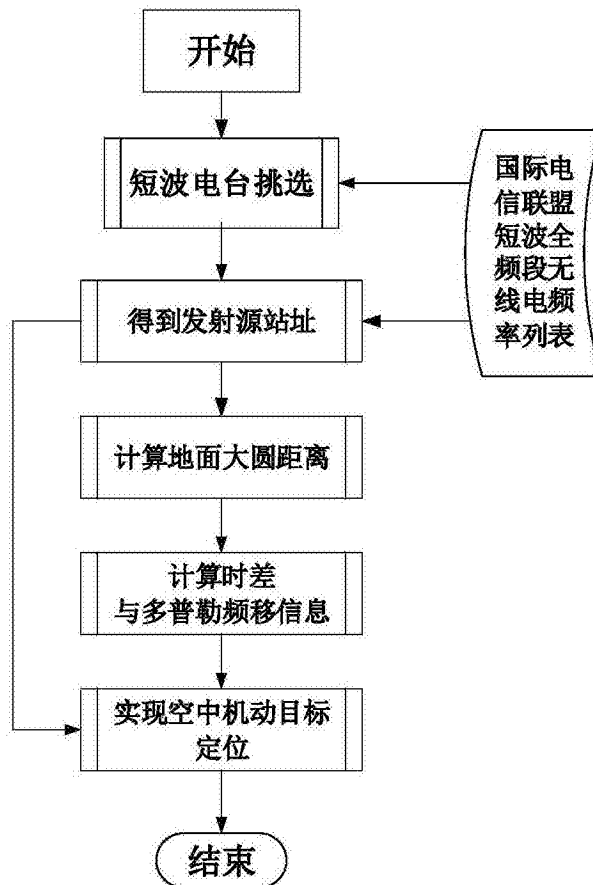 开始
短波电台挑选
国际电
信联盟
短波全
频段无
线电频
率列表
得到发射源站址
计算地面大圆距离
计算时差
与多普勒频移信息
实现空中机动目标
定位
结束